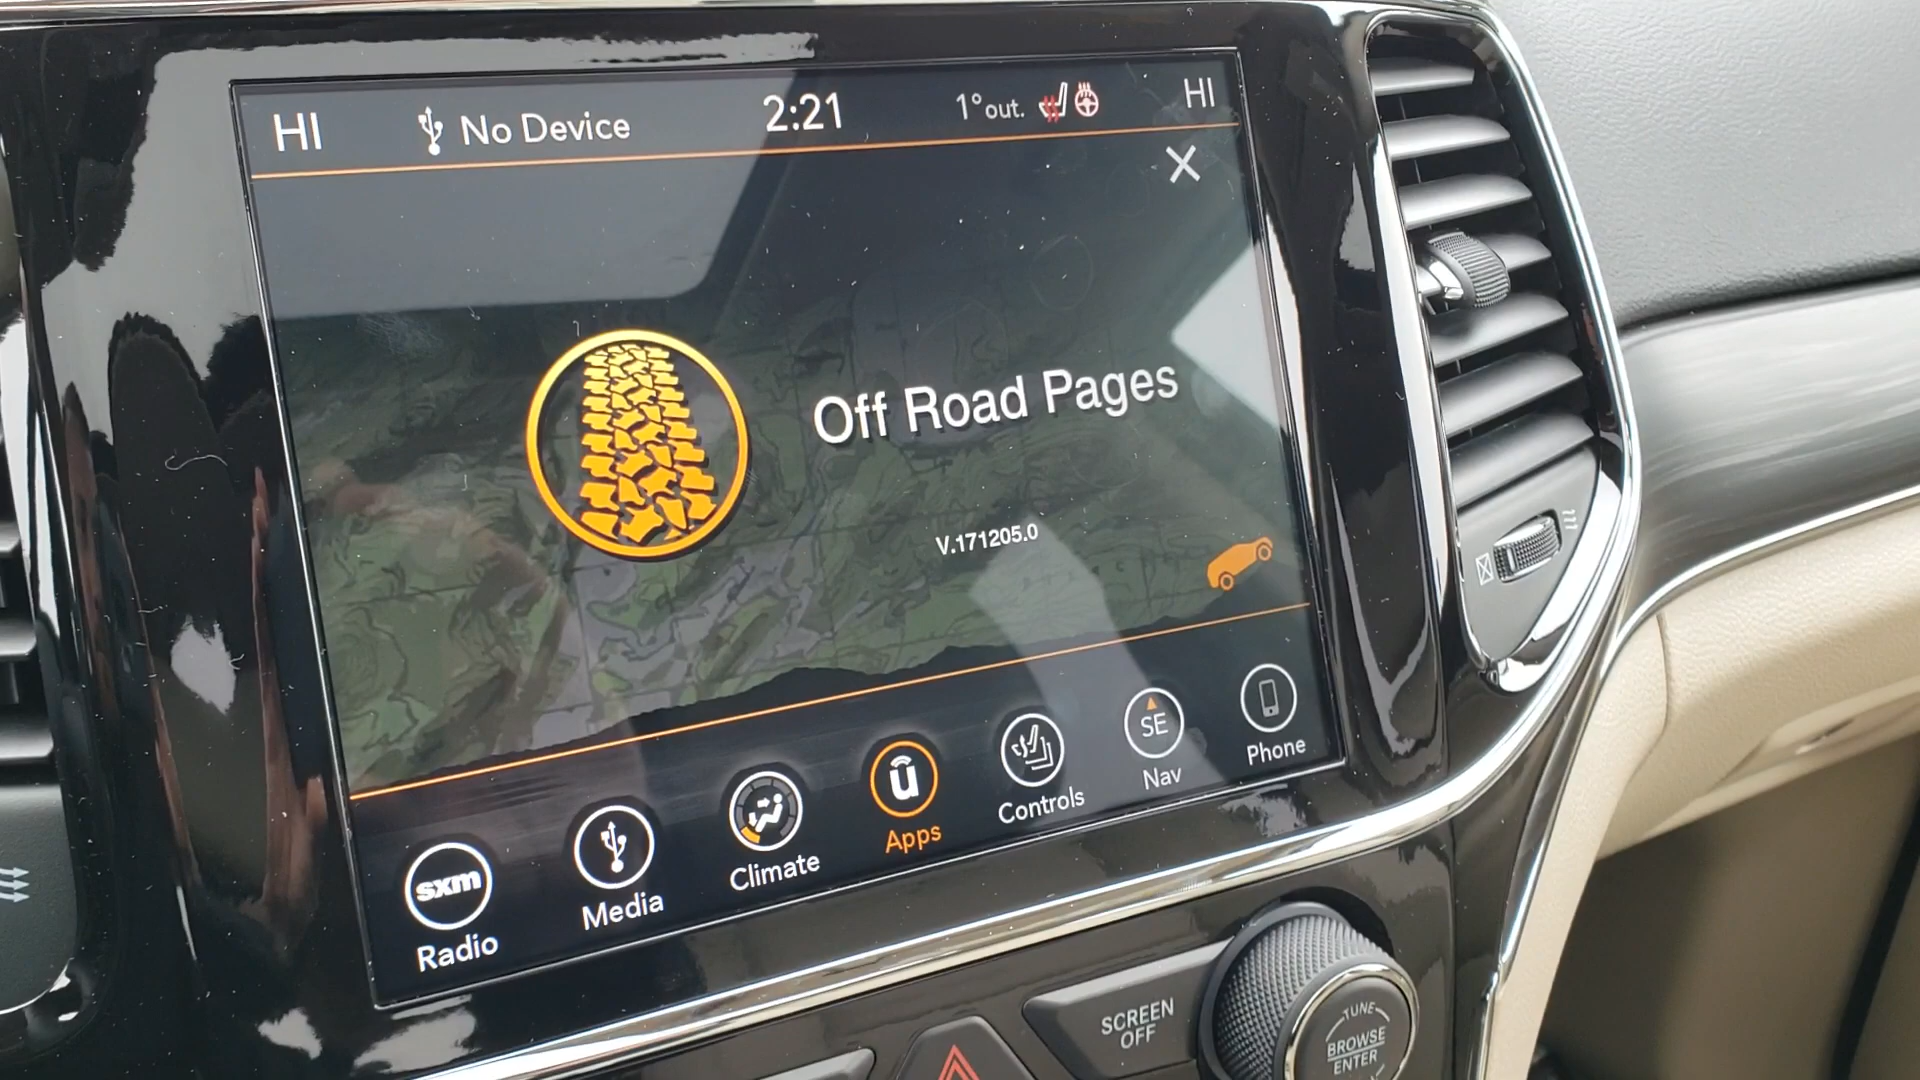 HI
No Device
2:21
1°out.
HI
X
Off Road Pages
V.171205.0
sxm
Radio
Media
Climate
ū
Apps
Controls
SE
Nav
Phone
SCREEN
OFF
TUNE
BROWSE
ENTER